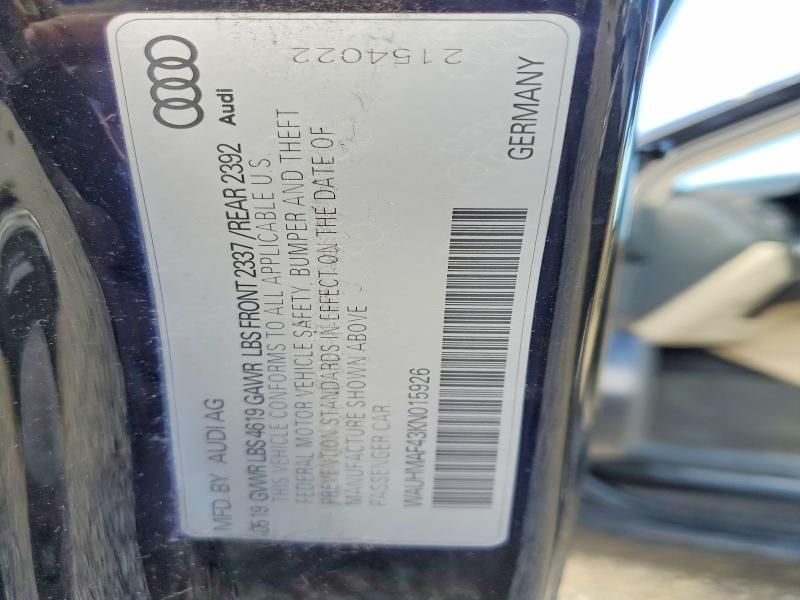 MFD. BY AUDI AG
05 19 GVWR LBS 4619 GAWR LBS FRONT 2337 / REAR 2392
THIS VEHICLE CONFORMS TO ALL APPLICABLE U.S.
FEDERAL MOTOR VEHICLE SAFETY, BUMPER AND THEFT
PREVENTION STANDARDS IN EFFECT ON THE DATE OF
MANUFACTURE SHOWN ABOVE
PASSENGER CAR
WAUHMAF43KN015926
Audi
2154022
GERMANY